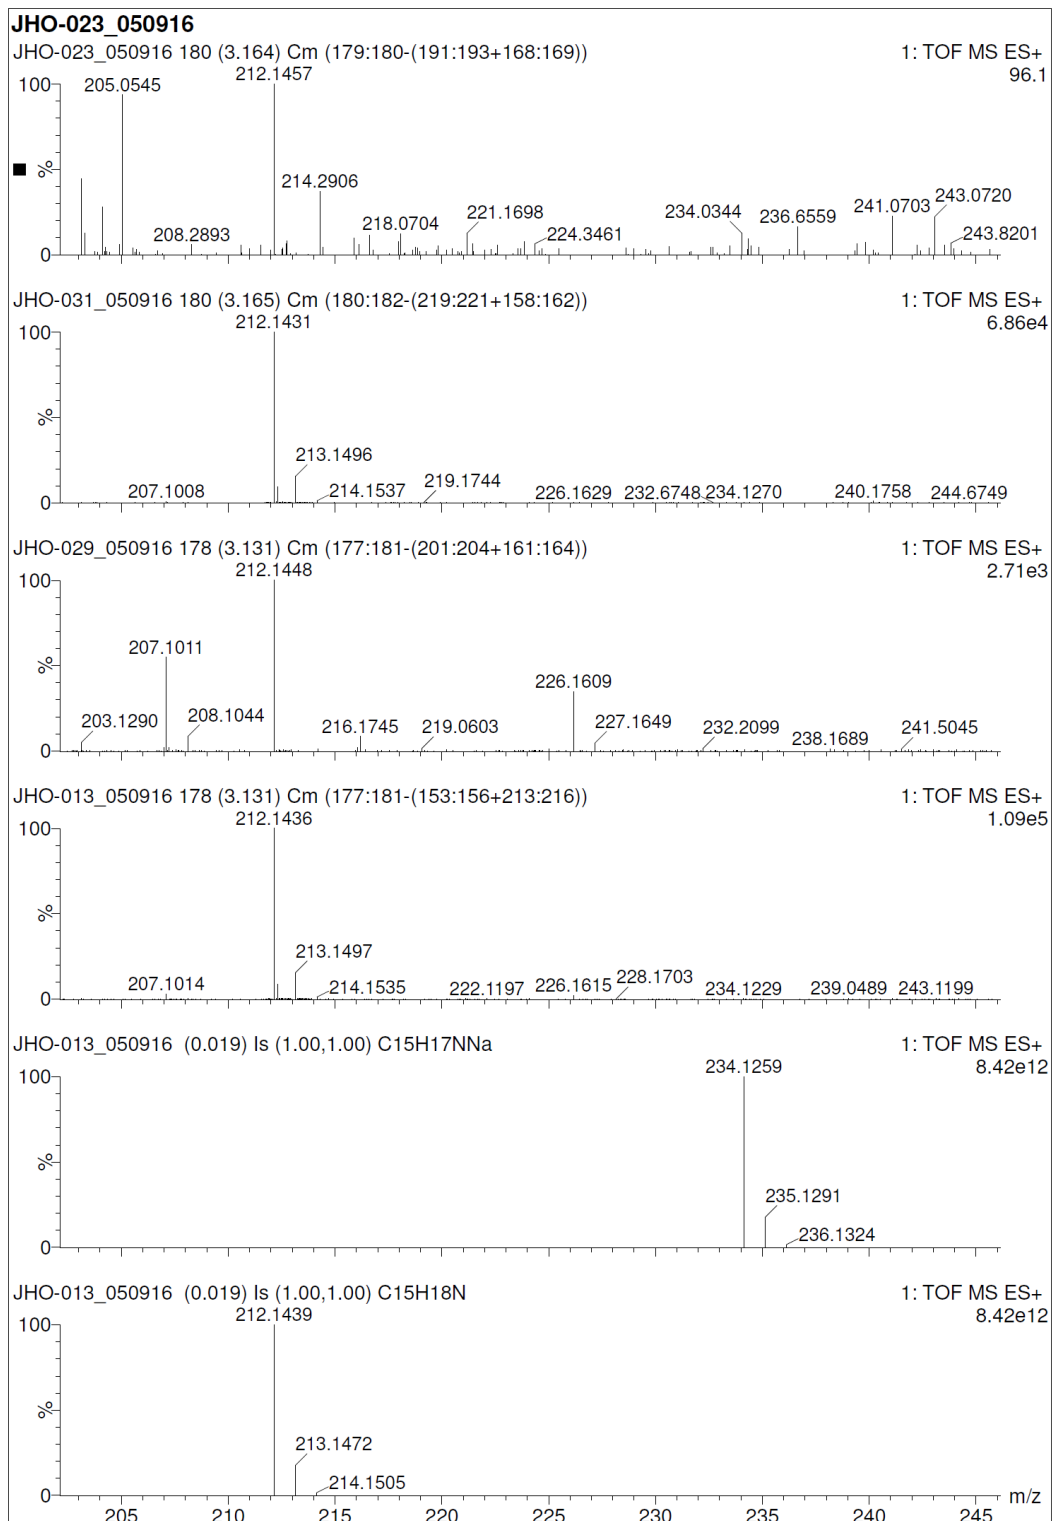 JHO-023_050916
JHO-023_050916 180 (3.164) Cm (179:180-(191:193+168:169)) 1: TOF MS ES+
96.1
100 % 0
205.0545 212.1457 214.2906 208.2893 218.0704 221.1698 224.3461 234.0344 236.6559 241.0703 243.0720 243.8201
JHO-031_050916 180 (3.165) Cm (180:182-(219:221+158:162)) 1: TOF MS ES+
6.86e4
100 % 0
212.1431 213.1496 207.1008 214.1537 219.1744 226.1629 232.6748 234.1270 240.1758 244.6749
JHO-029_050916 178 (3.131) Cm (177:181-(201:204+161:164)) 1: TOF MS ES+
2.71e3
100 % 0
212.1448 207.1011 203.1290 208.1044 216.1745 219.0603 226.1609 227.1649 232.2099 238.1689 241.5045
JHO-013_050916 178 (3.131) Cm (177:181-(153:156+213:216)) 1: TOF MS ES+
1.09e5
100 % 0
212.1436 213.1497 207.1014 214.1535 222.1197 226.1615 228.1703 234.1229 239.0489 243.1199
JHO-013_050916 (0.019) Is (1.00,1.00) C15H17NNa 1: TOF MS ES+
8.42e12
100 % 0
234.1259 235.1291 236.1324
JHO-013_050916 (0.019) Is (1.00,1.00) C15H18N 1: TOF MS ES+
8.42e12
100 % 0
212.1439 213.1472 214.1505
m/z
205 210 215 220 225 230 235 240 245